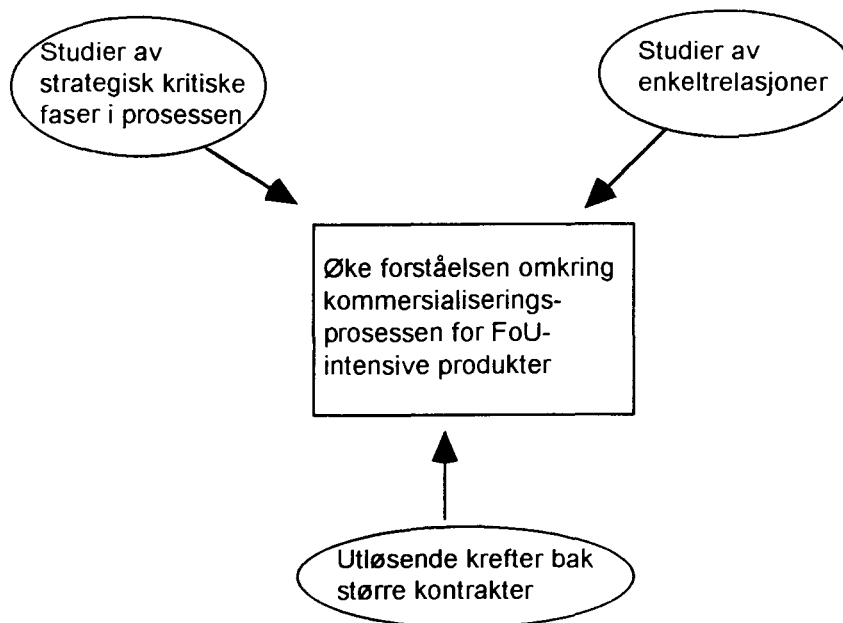 Studier av
strategisk kritiske
faser i prosessen
Studier av
enkeltrelasjoner
Øke forståelsen omkring
kommersialiserings-
prosessen for FoU-
intensive produkter
Utløsende krefter bak
større kontrakter